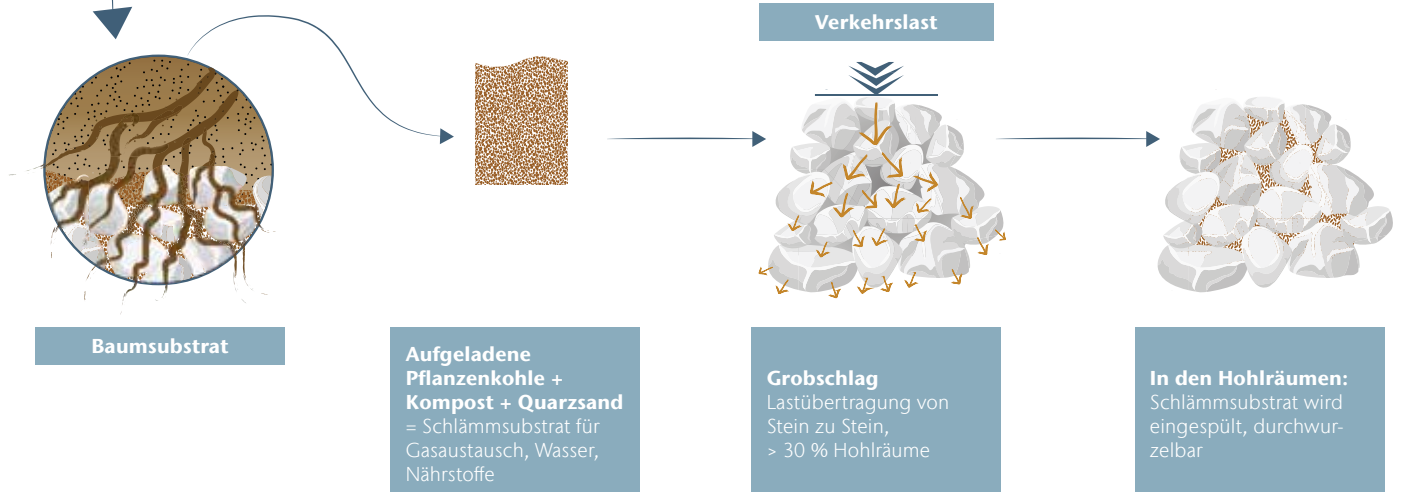 Verkehrslast
Baumsubstrat
Aufgeladene
Pflanzenkohle +
Kompost + Quarzsand
= Schlämmsubstrat für
Gasaustausch, Wasser,
Nährstoffe
Grobschlag
Lastübertragung von
Stein zu Stein,
> 30 % Hohlräume
In den Hohlräumen:
Schlämmsubstrat wird
eingespült, durchwur-
zelbar